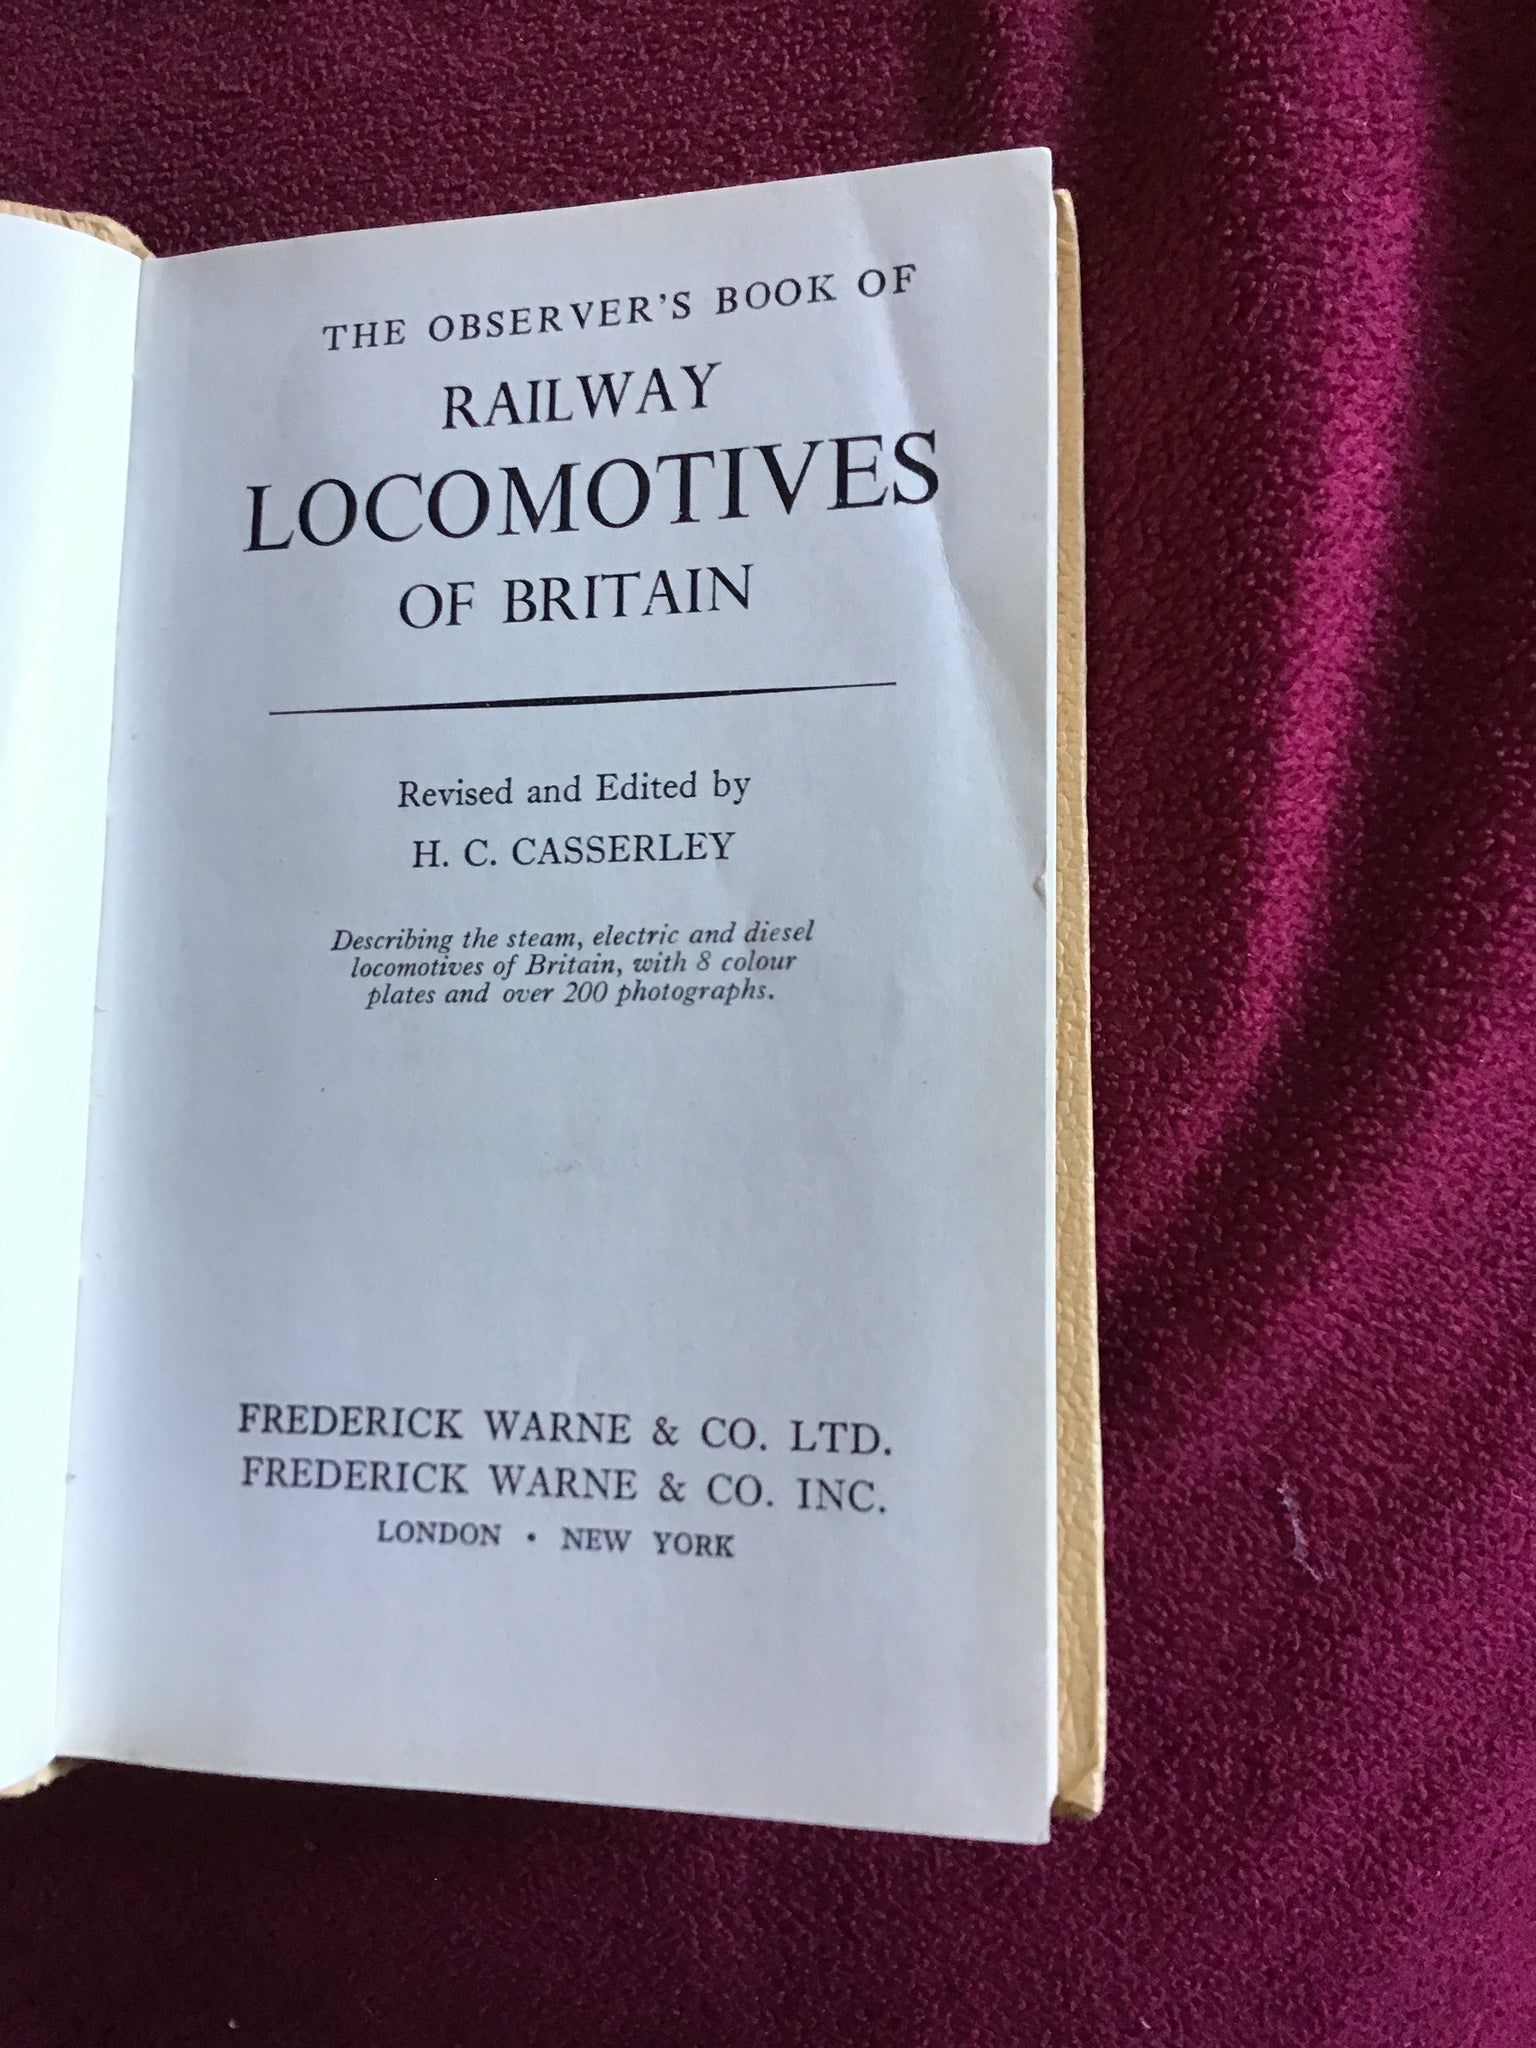 THE OBSERVER'S BOOK OF
RAILWAY
LOCOMOTIVES
OF BRITAIN
Revised and Edited by
H. C. CASSERLEY
Describing the steam, electric and diesel
locomotives of Britain, with 8 colour
plates and over 200 photographs.
FREDERICK WARNE & CO. LTD.
FREDERICK WARNE & CO. INC.
LONDON • NEW YORK